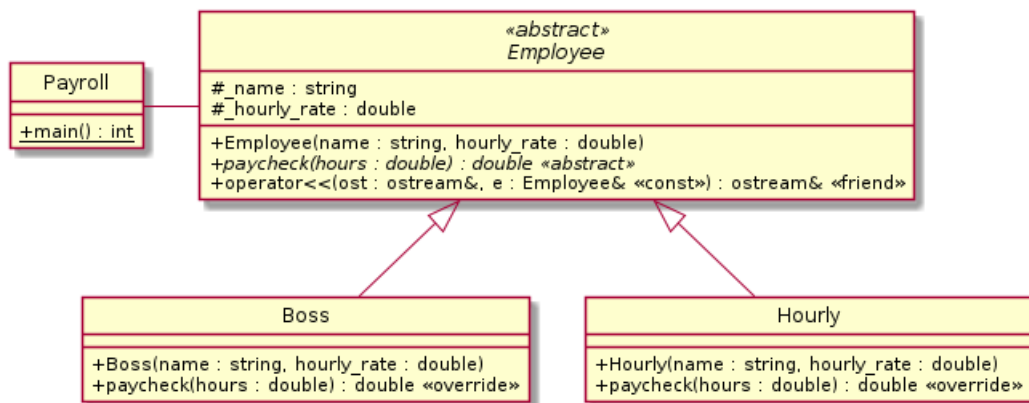 «abstract»
Employee
#_name : string
#_hourly_rate : double
+Employee(name : string, hourly_rate : double)
+paycheck(hours : double) : double «abstract»
+operator<<(ost : ostream&, e : Employee& «const») : ostream& «friend»
Payroll
+main() : int
Boss
+Boss(name : string, hourly_rate : double)
+paycheck(hours : double) : double «override»
Hourly
+Hourly(name : string, hourly_rate : double)
+paycheck(hours : double) : double «override»